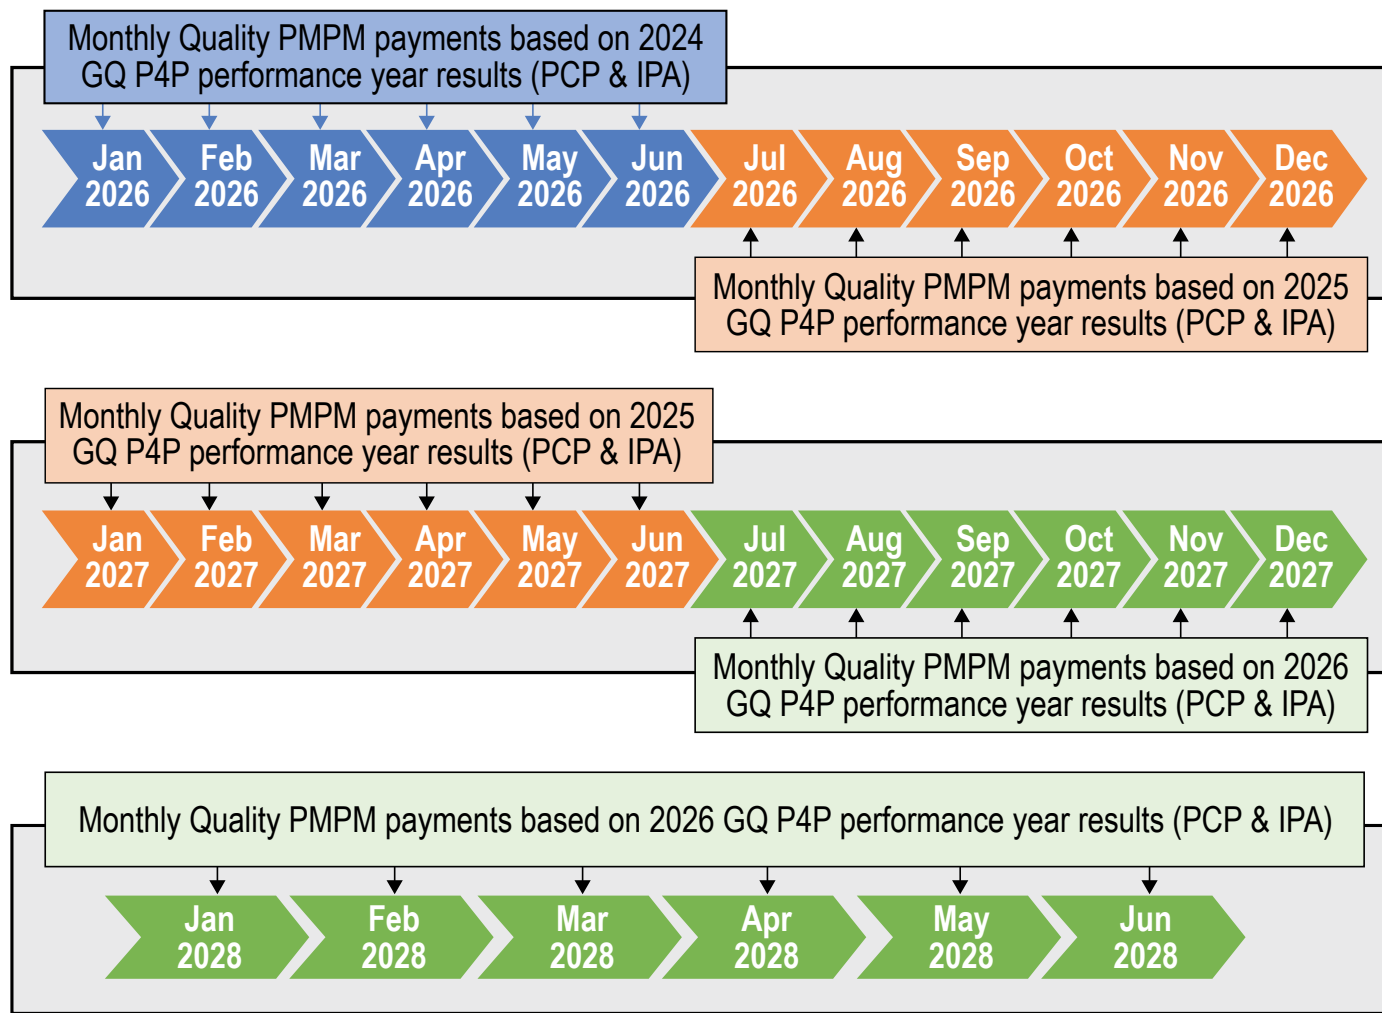 Monthly Quality PMPM payments based on 2024
GQ P4P performance year results (PCP & IPA)
Jan Feb Mar Apr May Jun Jul Aug Sep Oct Nov Dec
2026 2026 2026 2026 2026 2026 2026 2026 2026 2026 2026 2026
Monthly Quality PMPM payments based on 2025
GQ P4P performance year results (PCP & IPA)
Monthly Quality PMPM payments based on 2025
GQ P4P performance year results (PCP & IPA)
Jan Feb Mar Apr May Jun Jul Aug Sep Oct Nov Dec
2027 2027 2027 2027 2027 2027 2027 2027 2027 2027 2027 2027
Monthly Quality PMPM payments based on 2026
GQ P4P performance year results (PCP & IPA)
Monthly Quality PMPM payments based on 2026 GQ P4P performance year results (PCP & IPA)
Jan Feb Mar Apr May Jun
2028 2028 2028 2028 2028 2028